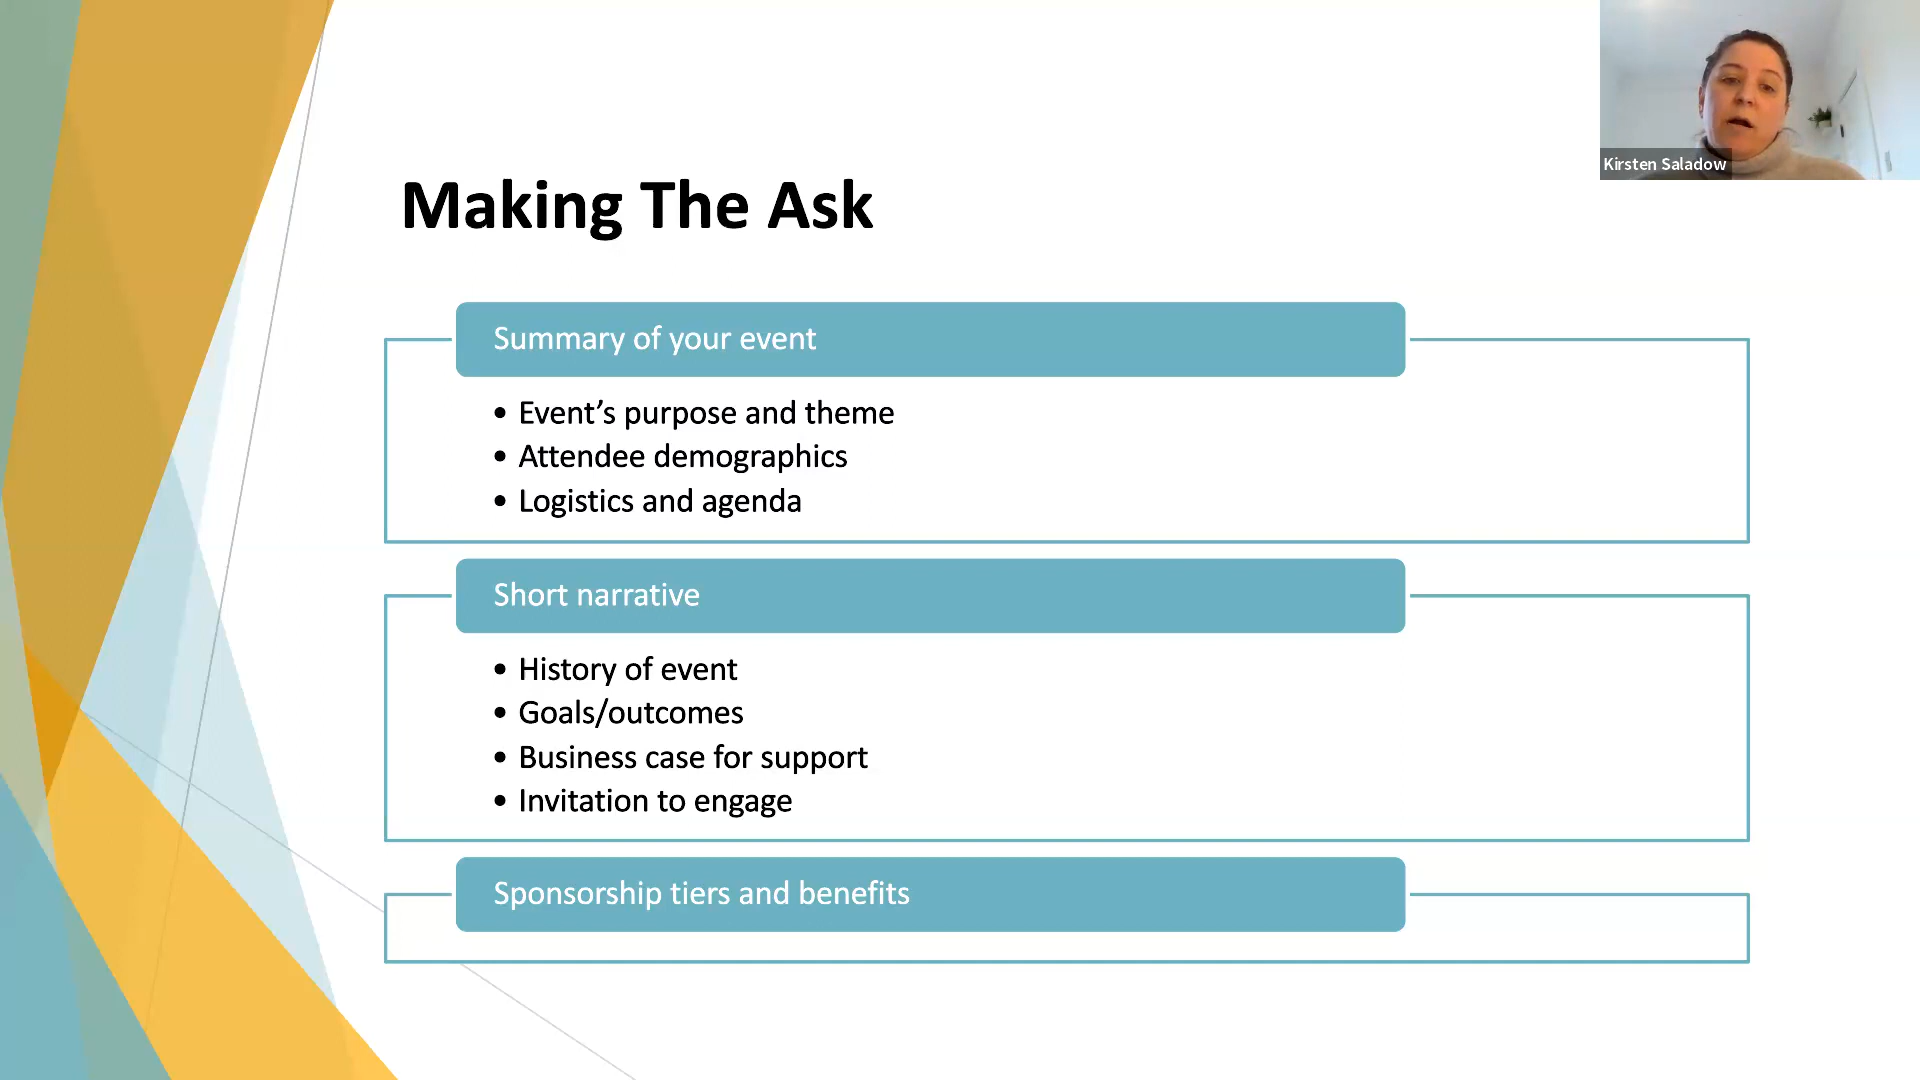 Kirsten Saladow
Making The Ask
Summary of your event
• Event’s purpose and theme
• Attendee demographics
• Logistics and agenda
Short narrative
• History of event
• Goals/outcomes
• Business case for support
• Invitation to engage
Sponsorship tiers and benefits